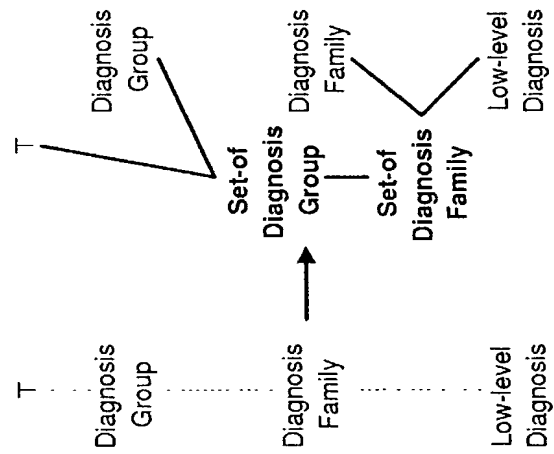 T
Diagnosis
Group
Diagnosis
Family
Low-level
Diagnosis
T
Diagnosis
Group
Set-of
Diagnosis
Group
Diagnosis
Family
Set-of
Diagnosis
Family
Low-level
Diagnosis